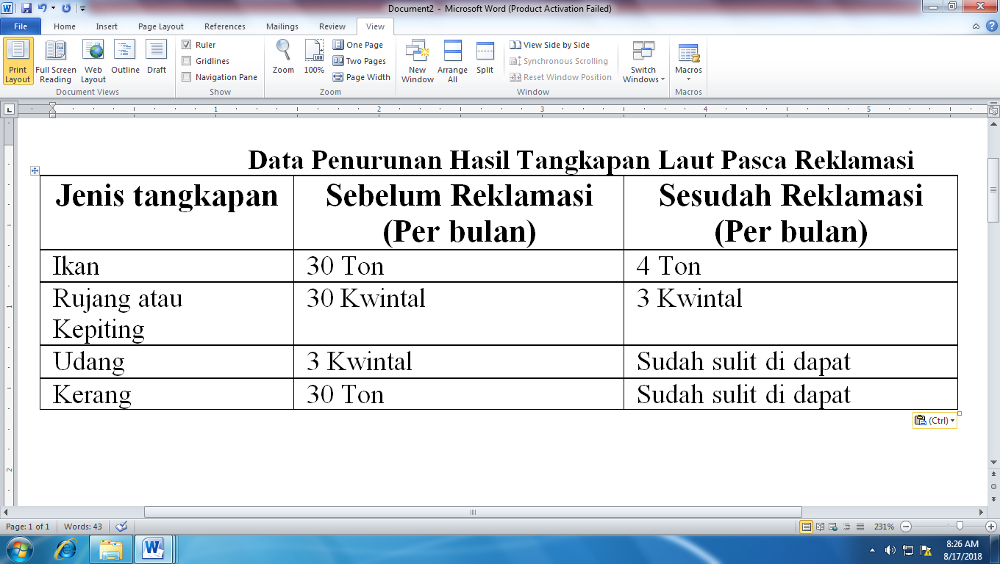 Document2 - Microsoft Word (Product Activation Failed)
File Home Insert Page Layout References Mailings Review View
Print Layout
Full Screen Reading
Web Layout
Outline
Draft
Document Views
Ruler
Gridlines
Navigation Pane
Show
Zoom
100
100%
One Page
Two Pages
Page Width
Zoom
New Window
Arrange All
Split
View Side by Side
Synchronous Scrolling
Reset Window Position
Window
Switch Windows
Macros
Macros
1 2 3 4 5
Data Penurunan Hasil Tangkapan Laut Pasca Reklamasi
Jenis tangkapan Sebelum Reklamasi (Per bulan) Sesudah Reklamasi (Per bulan)
Ikan 30 Ton 4 Ton
Rujang atau Kepiting 30 Kwintal 3 Kwintal
Udang 3 Kwintal Sudah sulit di dapat
Kerang 30 Ton Sudah sulit di dapat
(Ctrl)
1
2
Page: 1 of 1 Words: 43 231%
8:26 AM
8/17/2018